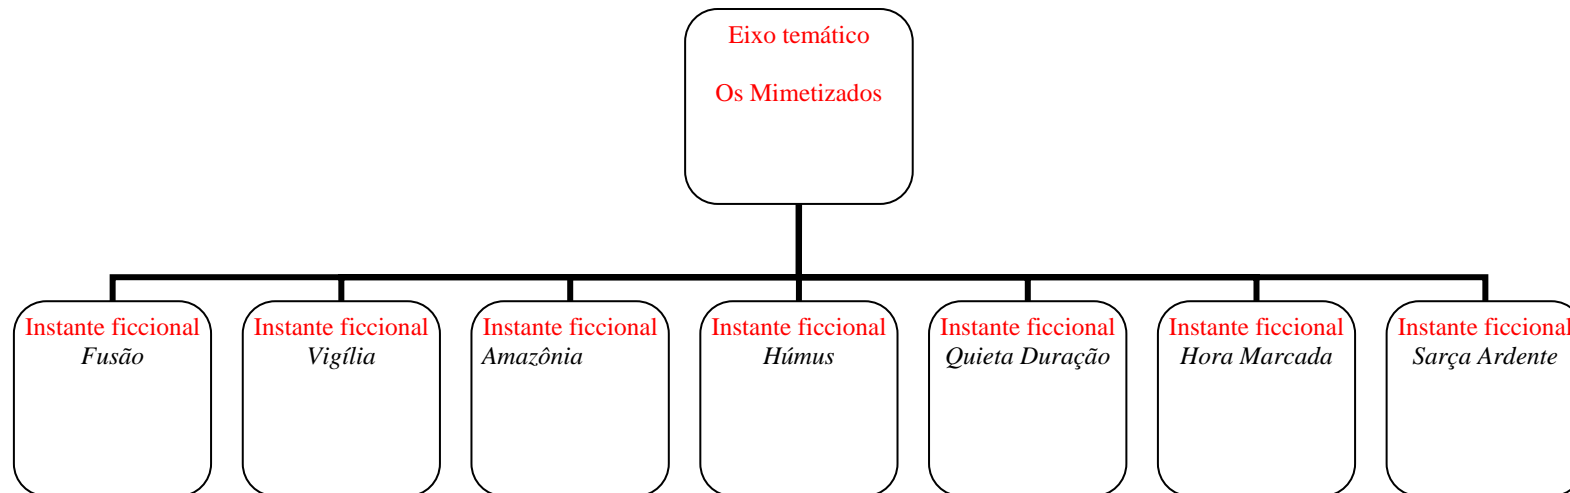 Eixo temático
Os Mimetizados
Instante ficcional
Fusão
Instante ficcional
Vigília
Instante ficcional
Amazônia
Instante ficcional
Húmus
Instante ficcional
Quieta Duração
Instante ficcional
Hora Marcada
Instante ficcional
Sarça Ardente